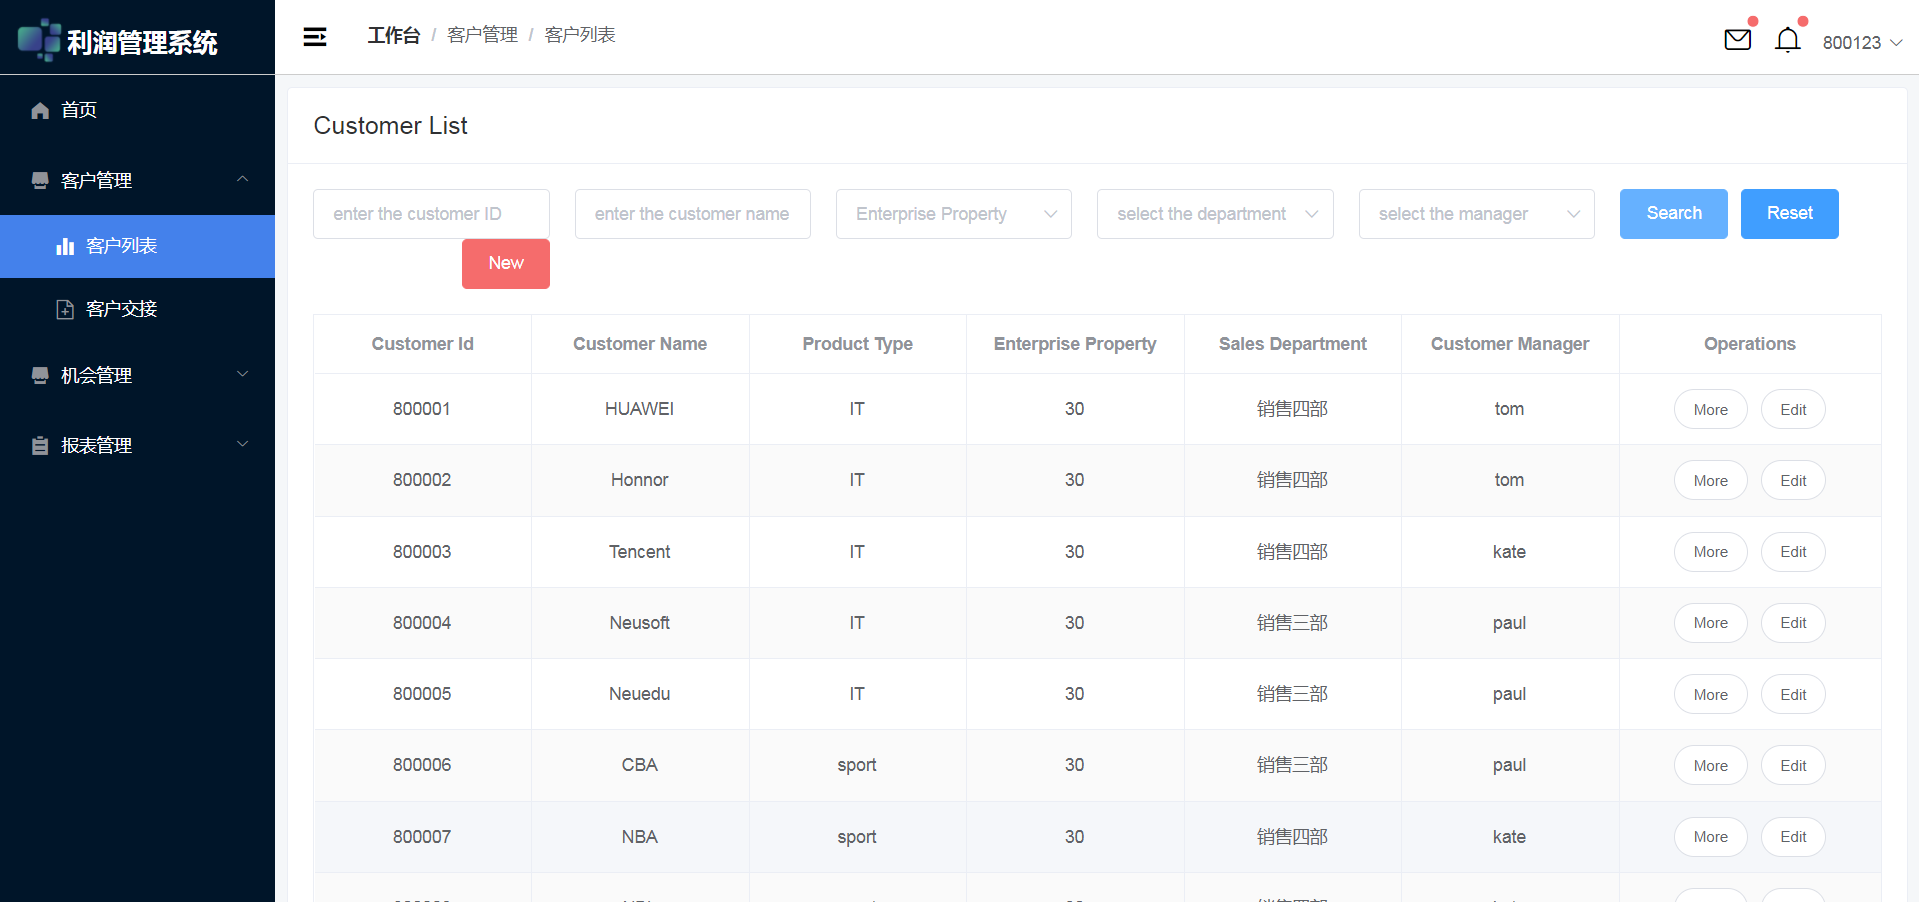 利润管理系统
工作台 / 客户管理 / 客户列表
800123
首页
客户管理
客户列表
客户交接
机会管理
报表管理
Customer List
enter the customer ID enter the customer name Enterprise Property select the department select the manager Search Reset
New
Customer Id Customer Name Product Type Enterprise Property Sales Department Customer Manager Operations
800001 HUAWEI IT 30 销售四部 tom More Edit
800002 Honnor IT 30 销售四部 tom More Edit
800003 Tencent IT 30 销售四部 kate More Edit
800004 Neusoft IT 30 销售三部 paul More Edit
800005 Neuedu IT 30 销售三部 paul More Edit
800006 CBA sport 30 销售三部 paul More Edit
800007 NBA sport 30 销售四部 kate More Edit